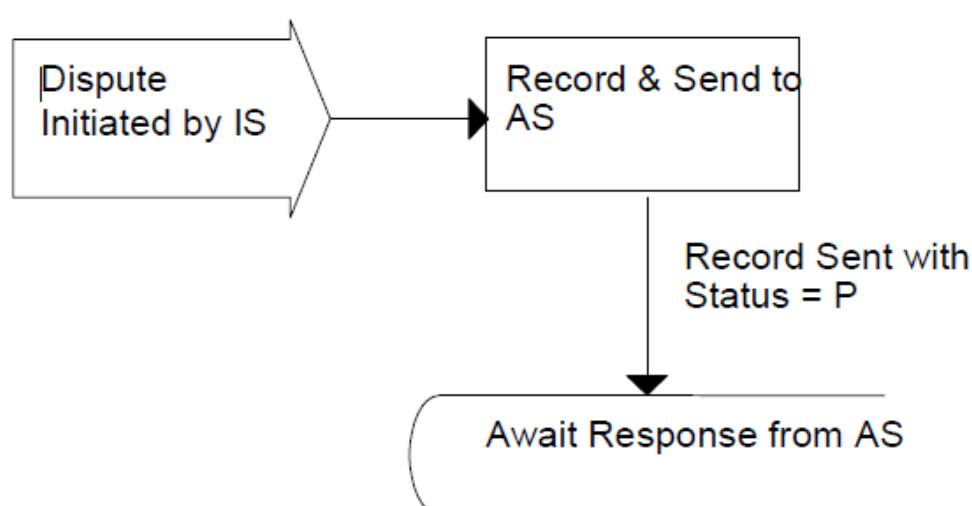 Dispute
Initiated by IS
Record & Send to
AS
Record Sent with
Status = P
Await Response from AS